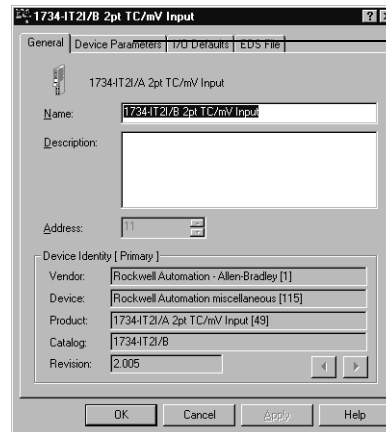 1734-IT2I/B 2pt TC/mV Input
General Device Parameters I/O Defaults EDS File
1734-IT2I/A 2pt TC/mV Input
Name: 1734-IT2I/B 2pt TC/mV Input
Description:
Address: 11
Device Identity [ Primary ]
Vendor: Rockwell Automation - Allen-Bradley [1]
Device: Rockwell Automation miscellaneous [115]
Product: 1734-IT2I/A 2pt TC/mV Input [49]
Catalog: 1734-IT2I/B
Revision: 2.005
OK Cancel Apply Help